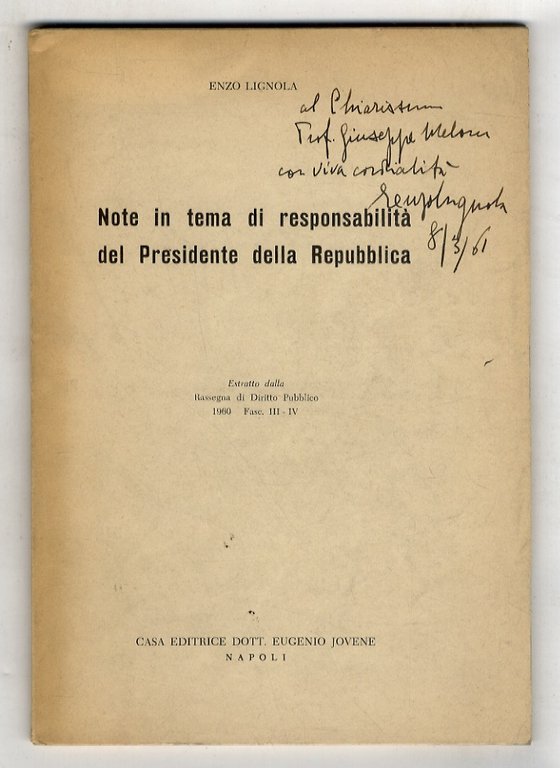 ENZO LIGNOLA
al Chiarissimo
Prof. Giuseppe Meloni
con viva cordialità
Enzo Lignola
8/3/61
Note in tema di responsabilità
del Presidente della Repubblica
Estratto dalla
Rassegna di Diritto Pubblico
1960 Fasc. III - IV
CASA EDITRICE DOTT. EUGENIO JOVENE
NAPOLI